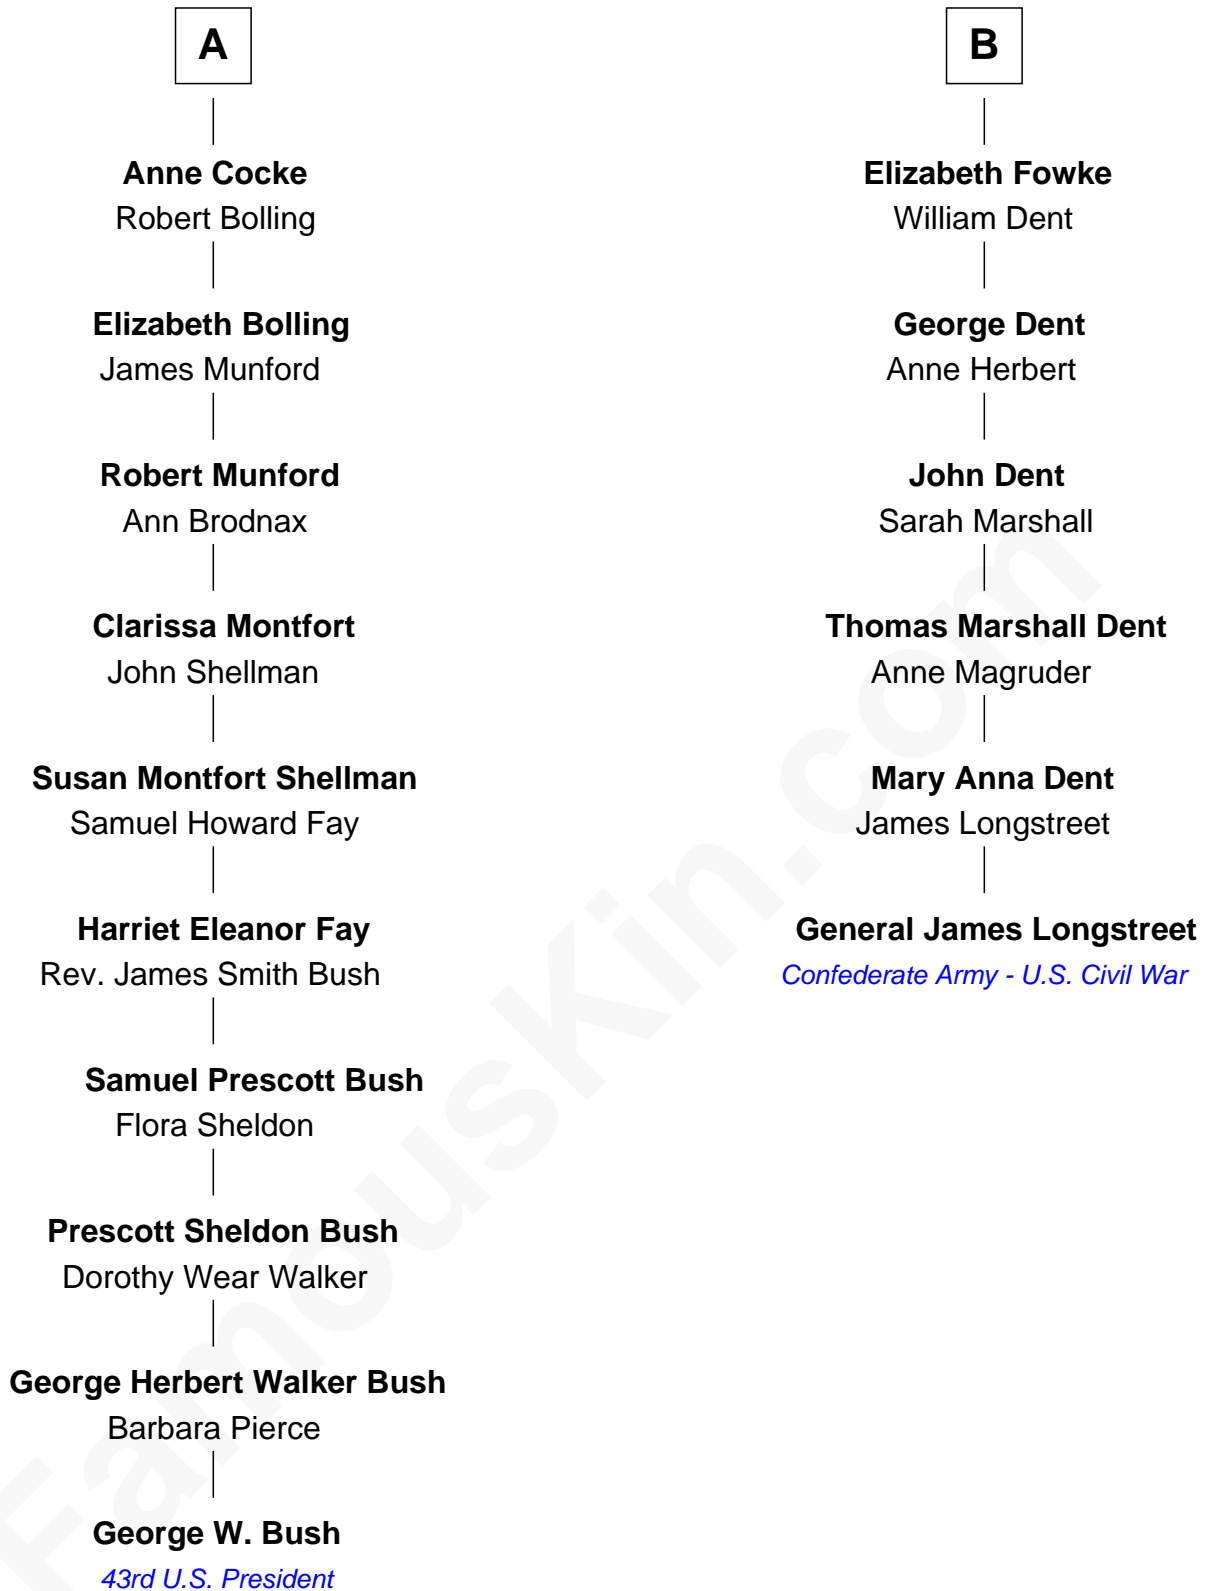 A
Anne Cocke
Robert Bolling
Elizabeth Bolling
James Munford
Robert Munford
Ann Brodnax
Clarissa Montfort
John Shellman
Susan Montfort Shellman
Samuel Howard Fay
Harriet Eleanor Fay
Rev. James Smith Bush
Samuel Prescott Bush
Flora Sheldon
Prescott Sheldon Bush
Dorothy Wear Walker
George Herbert Walker Bush
Barbara Pierce
George W. Bush
43rd U.S. President
B
Elizabeth Fowke
William Dent
George Dent
Anne Herbert
John Dent
Sarah Marshall
Thomas Marshall Dent
Anne Magruder
Mary Anna Dent
James Longstreet
General James Longstreet
Confederate Army - U.S. Civil War
FamousKin.com